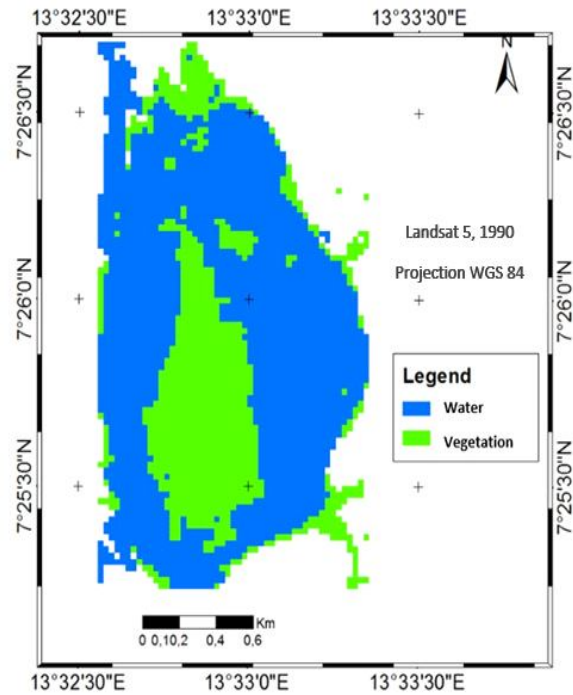 13°32'30"E 13°33'0"E 13°33'30"E
N
7°26'30"N 7°26'30"N
Landsat 5, 1990
7°26'0"N 7°26'0"N
Projection WGS 84
Legend
Water
Vegetation
7°25'30"N 7°25'30"N
Km
0 0,10,2 0,4 0,6
13°32'30"E 13°33'0"E 13°33'30"E